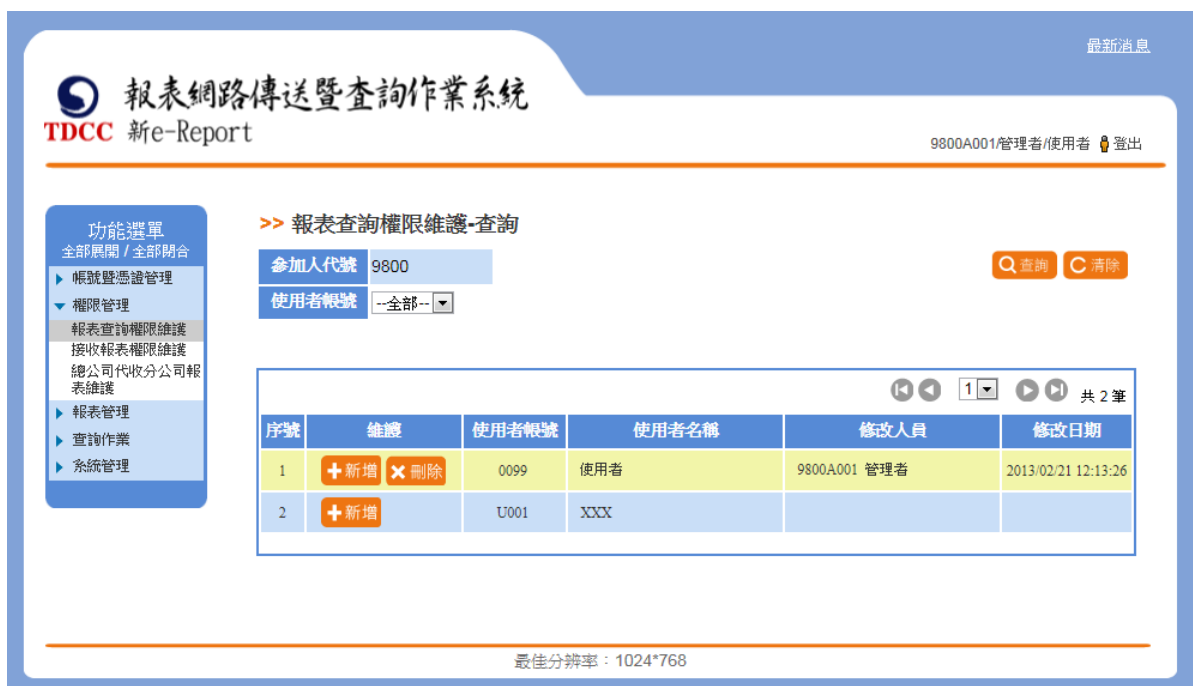 最新消息
報表網路傳送暨查詢作業系統
TDCC 新e-Report
9800A001/管理者/使用者 登出
功能選單
全部展開 / 全部閉合
帳號暨憑證管理
權限管理
報表查詢權限維護
接收報表權限維護
總公司代收分公司報
表維護
報表管理
查詢作業
系統管理
>> 報表查詢權限維護-查詢
參加人代號 9800
查詢 清除
使用者帳號 --全部--
1 共 2 筆
序號 維護 使用者帳號 使用者名稱 修改人員 修改日期
1 新增 刪除 0099 使用者 9800A001 管理者 2013/02/21 12:13:26
2 新增 U001 XXX
最佳分辨率：1024*768